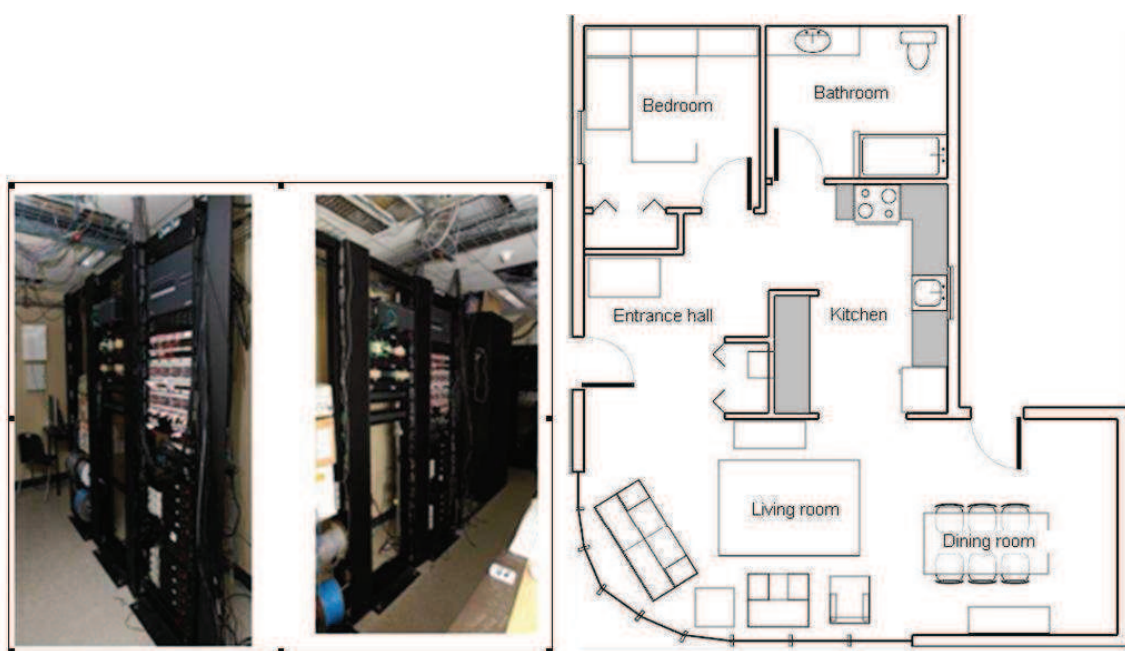 Bedroom
Bathroom
Entrance hall
Kitchen
Living room
Dining room